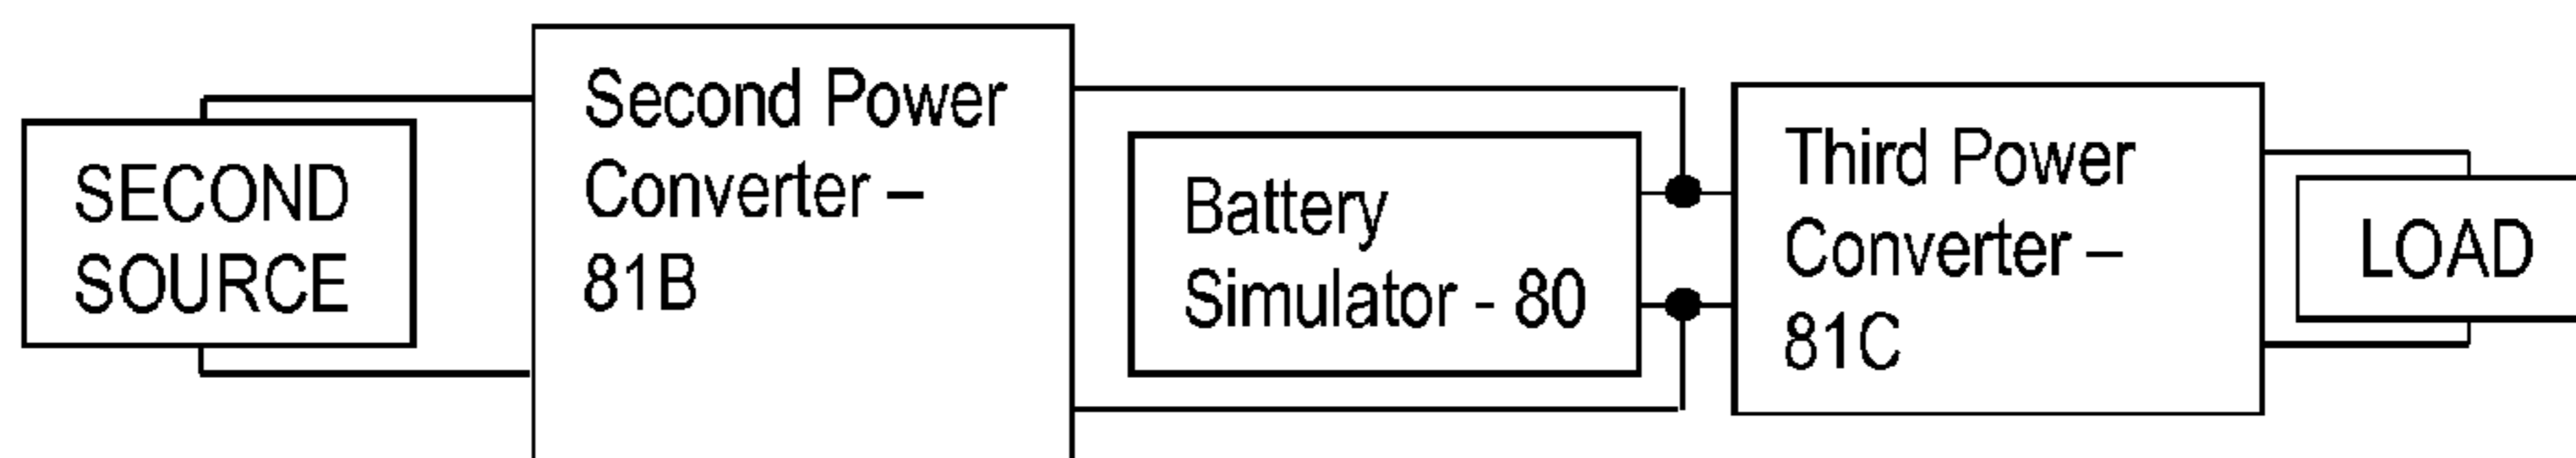 SECOND
SOURCE
Second Power
Converter –
81B
Battery
Simulator - 80
Third Power
Converter –
81C
LOAD